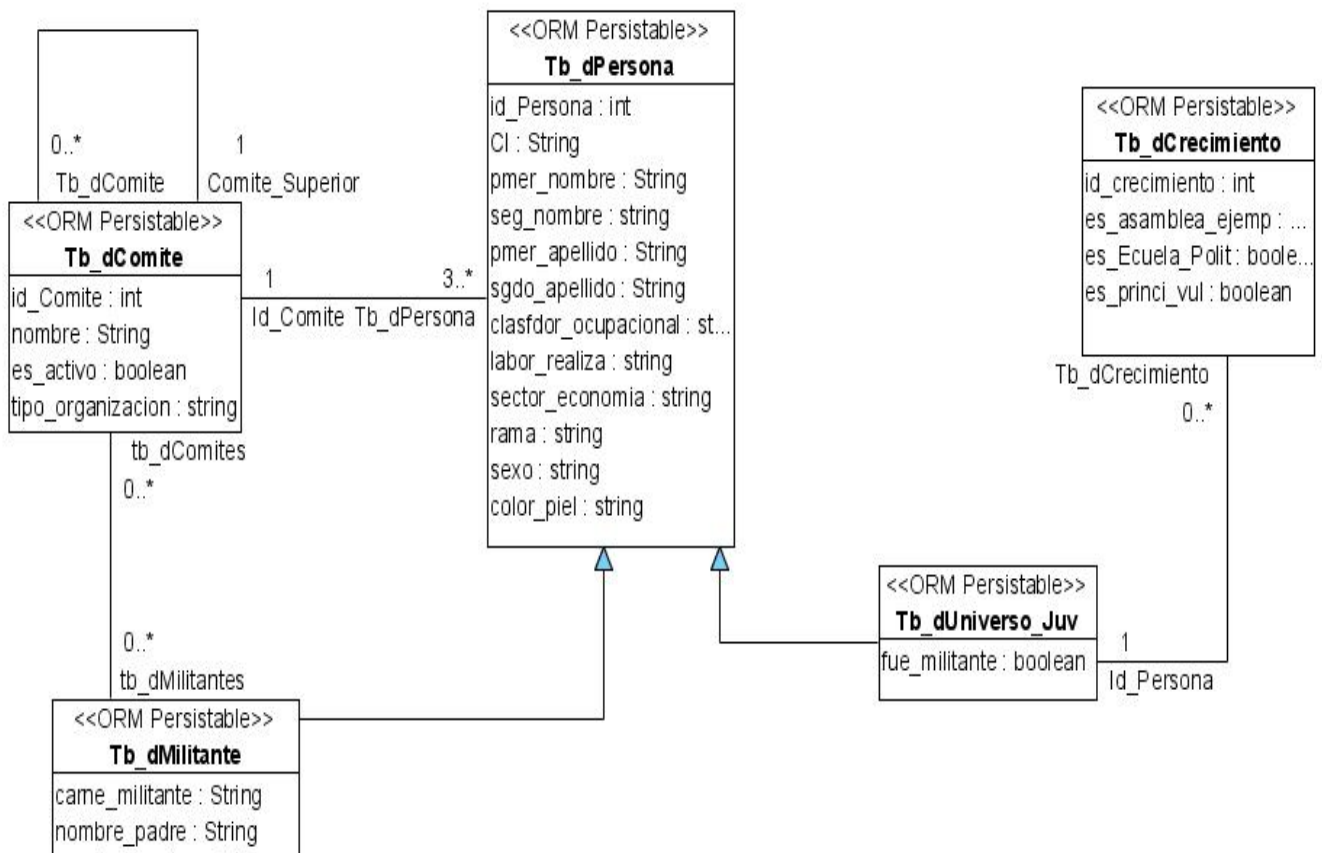 <<ORM Persistable>>
Tb_dPersona
id_Persona : int
CI : String
pmer_nombre : String
seg_nombre : string
pmer_apellido : String
sgdo_apellido : String
clasfdor_ocupacional : st...
labor_realiza : string
sector_economia : string
rama : string
sexo : string
color_piel : string
0..*
1
Tb_dComite
Comite_Superior
<<ORM Persistable>>
Tb_dComite
id_Comite : int
nombre : String
es_activo : boolean
tipo_organizacion : string
1
3..*
Id_Comite
Tb_dPersona
tb_dComites
0..*
0..*
tb_dMilitantes
<<ORM Persistable>>
Tb_dMilitante
carne_militante : String
nombre_padre : String
<<ORM Persistable>>
Tb_dCrecimiento
id_crecimiento : int
es_asamblea_ejemp : ...
es_Ecuela_Polit : boole...
es_princi_vul : boolean
Tb_dCrecimiento
0..*
<<ORM Persistable>>
Tb_dUniverso_Juv
fue_militante : boolean
1
Id_Persona